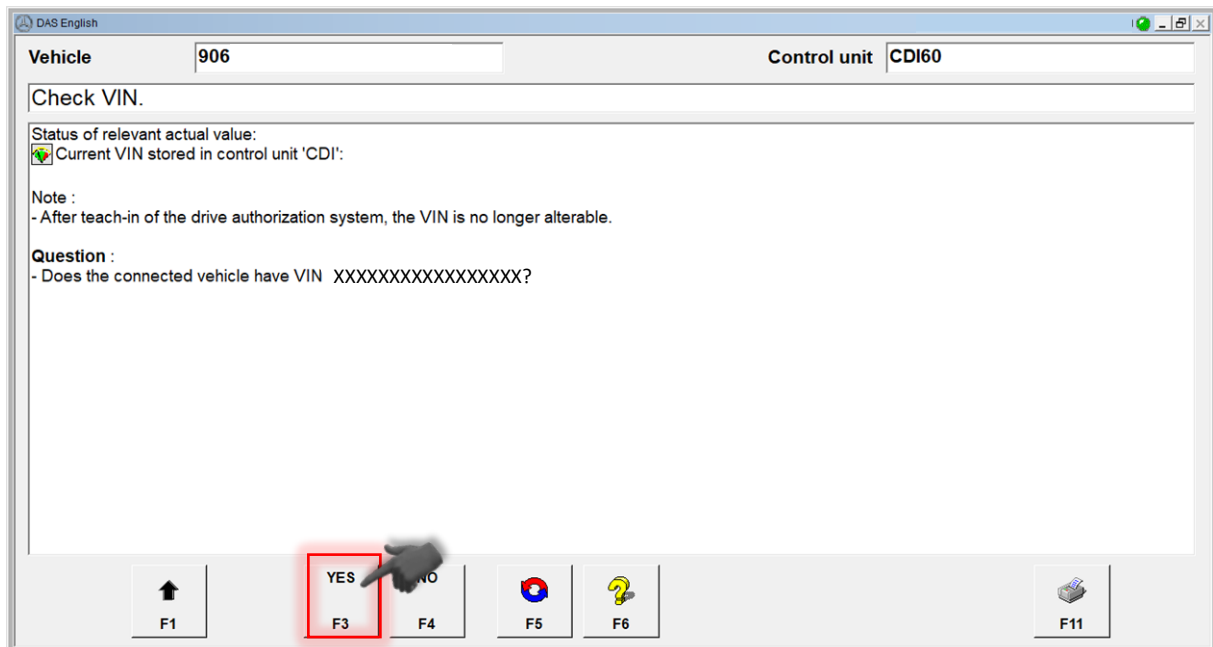 DAS English
Vehicle 906 Control unit CDI60
Check VIN.
Status of relevant actual value:
Current VIN stored in control unit 'CDI':
Note :
- After teach-in of the drive authorization system, the VIN is no longer alterable.
Question :
- Does the connected vehicle have VIN XXXXXXXXXXXXXXXXX?
YES NO
F1 F3 F4 F5 F6 F11